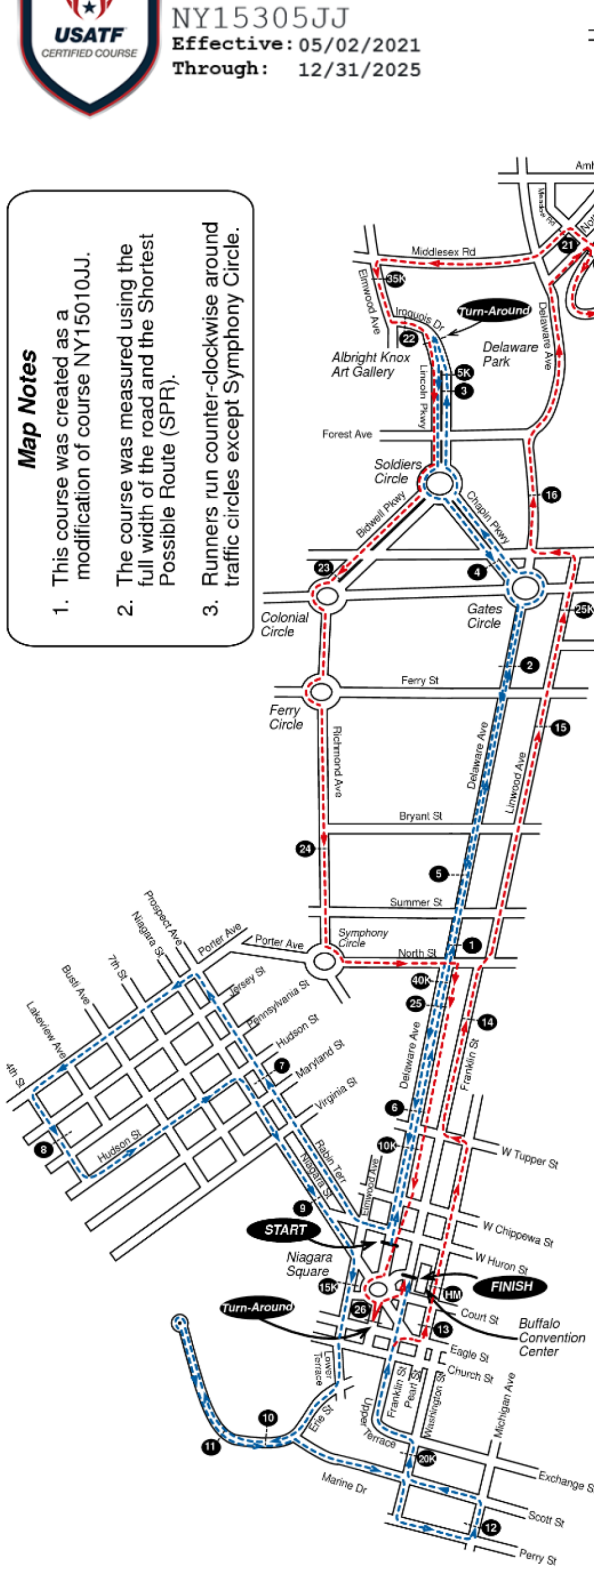 NY15305JJ
USATF
CERTIFIED COURSE
Effective: 05/02/2021
Through: 12/31/2025
Map Notes
1. This course was created as a
modification of course NY15010JJ.
2. The course was measured using the
full width of the road and the Shortest
Possible Route (SPR).
3. Runners run counter-clockwise around
traffic circles except Symphony Circle.
Amh
Meadow Rd
Nor
21
Middlesex Rd
35K
Elmwood Ave
Iroquois Dr
Turn-Around
22
Delaware Ave
Albright Knox
Art Gallery
Delaware
Park
Lincoln Pkwy
5K
3
Forest Ave
Soldiers
Circle
16
Bidwell Pkwy
Chapin Pkwy
23
4
Colonial
Circle
Gates
Circle
25K
2
Ferry St
Ferry
Circle
Richmond Ave
Delaware Ave
Linwood Ave
15
Bryant St
24
5
Summer St
Prospect Ave
Niagara St
7th St
Busti Ave
Lakeview Ave
4th St
Porter Ave
Porter Ave
Symphony
Circle
North St
1
40K
25
14
Jersey St
Pennsylvania St
Hudson St
Maryland St
Virginia St
7
Delaware Ave
Franklin St
6
10K
8
Hudson St
Rabin Terr
Niagara St
Elmwood Ave
W Tupper St
9
START
W Chippewa St
W Huron St
Niagara
Square
15K
FINISH
HM
Turn-Around
26
Court St
13
Buffalo
Convention
Center
Eagle St
Church St
Lower
Terrace
Franklin St
Pearl St
Washington St
Michigan Ave
Erie St
Upper
Terrace
10
11
20K
Marine Dr
Exchange S
Scott St
12
Perry St